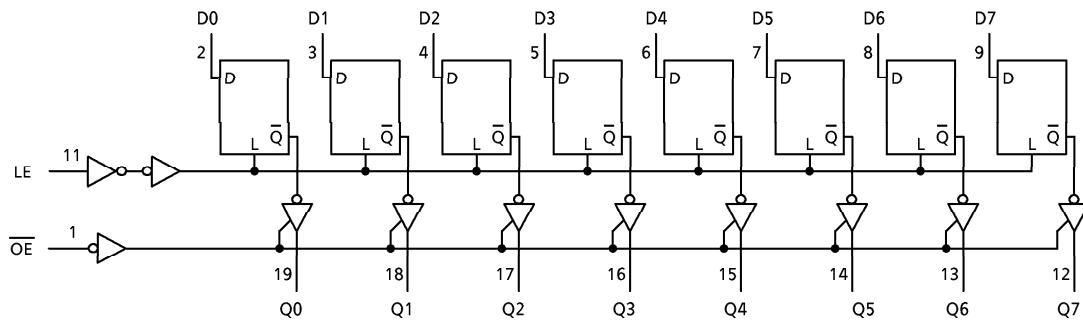 D0 D1 D2 D3 D4 D5 D6 D7
2 3 4 5 6 7 8 9
D D D D D D D D
Q̅ Q̅ Q̅ Q̅ Q̅ Q̅ Q̅ Q̅
L L L L L L L L
11
LE
1
O̅E̅
19 18 17 16 15 14 13 12
Q0 Q1 Q2 Q3 Q4 Q5 Q6 Q7